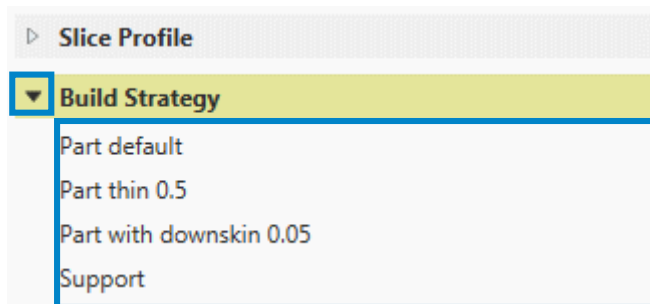 Slice Profile
Build Strategy
Part default
Part thin 0.5
Part with downskin 0.05
Support